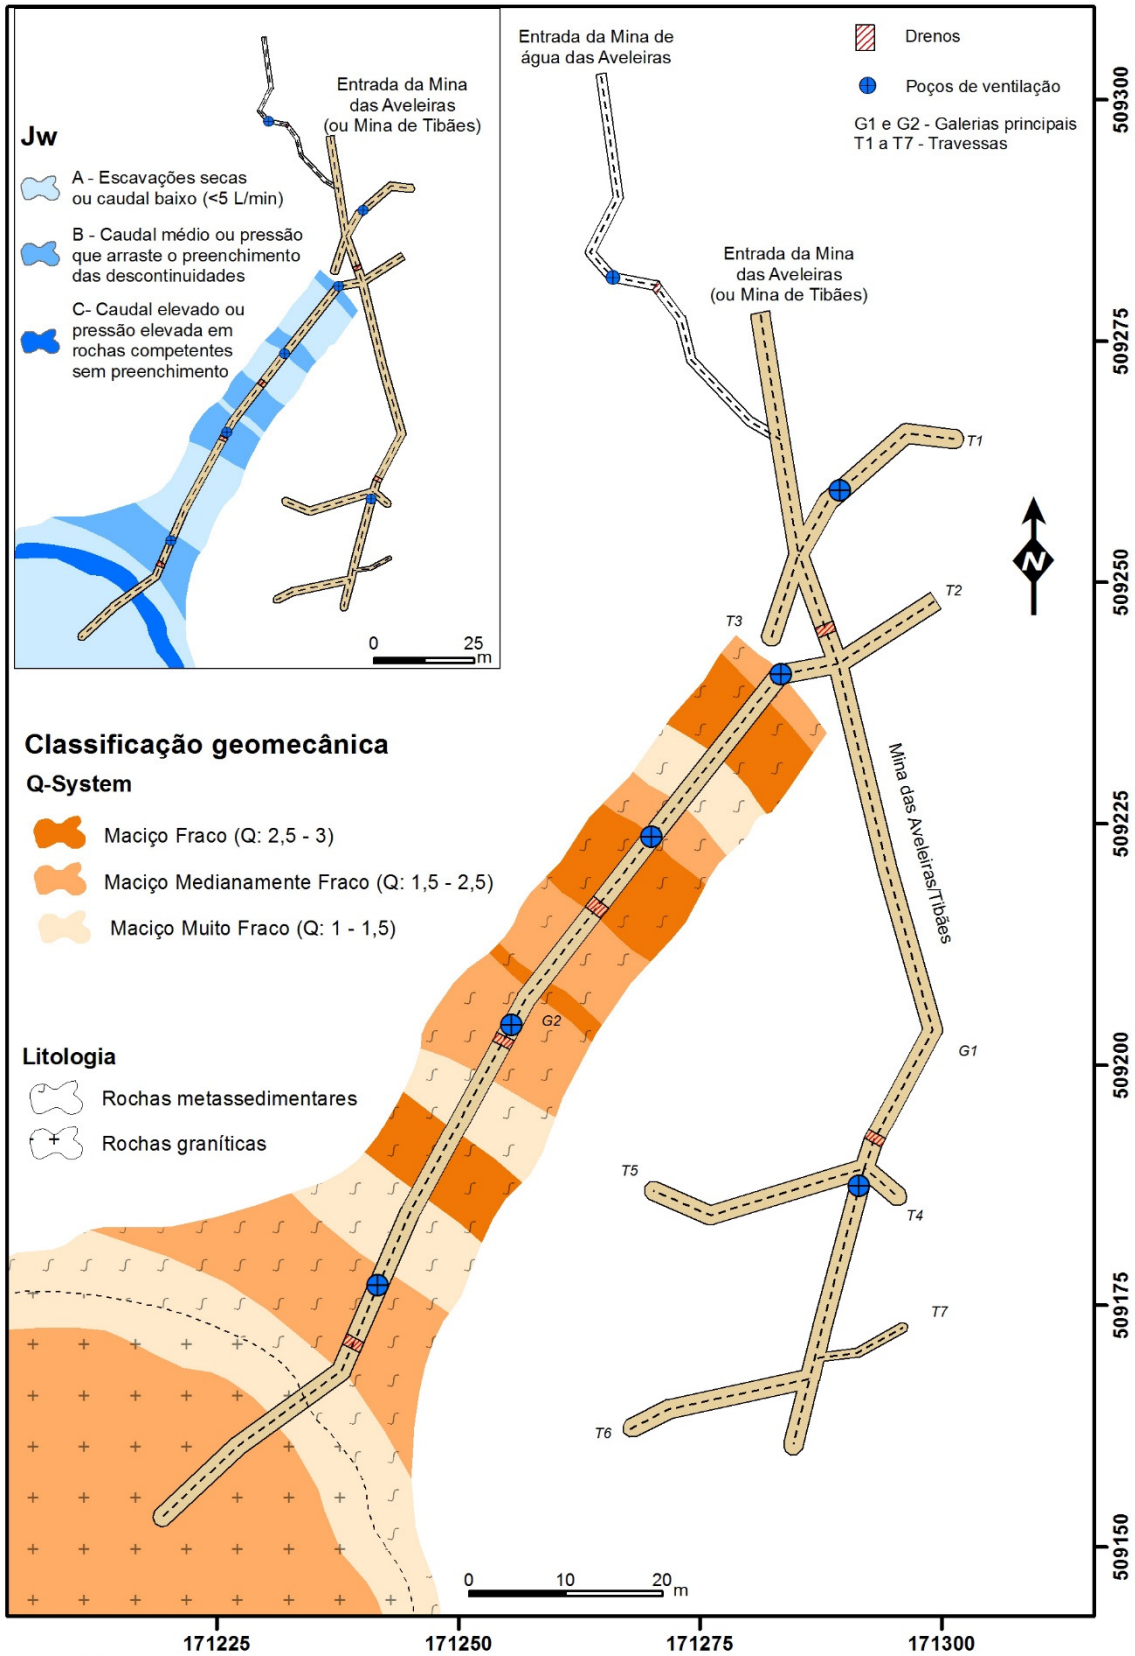 Entrada da Mina
das Aveleiras
(ou Mina de Tibães)
Jw
A - Escavações secas
ou caudal baixo (<5 L/min)
B - Caudal médio ou pressão
que arraste o preenchimento
das descontinuidades
C- Caudal elevado ou
pressão elevada em
rochas competentes
sem preenchimento
0 25
m
Entrada da Mina de
água das Aveleiras
Drenos
Poços de ventilação
G1 e G2 - Galerias principais
T1 a T7 - Travessas
Entrada da Mina
das Aveleiras
(ou Mina de Tibães)
T1
N
T2
T3
Mina das Aveleiras/Tibães
G2
G1
T5
T4
T7
T6
Classificação geomecânica
Q-System
Maciço Fraco (Q: 2,5 - 3)
Maciço Medianamente Fraco (Q: 1,5 - 2,5)
Maciço Muito Fraco (Q: 1 - 1,5)
Litologia
Rochas metassedimentares
Rochas graníticas
0 10 20
m
509300
509275
509250
509225
509200
509175
509150
171225 171250 171275 171300